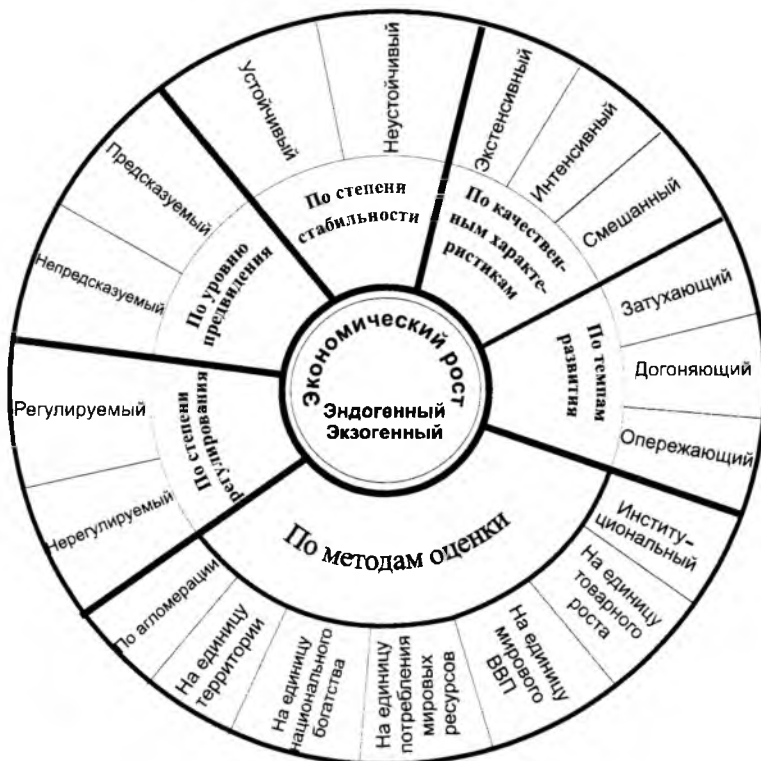 Экономический рост
Эндогенный
Экзогенный
По степени
стабильности
Устойчивый
Неустойчивый
По качествен-
ным характе-
ристикам
Экстенсивный
Интенсивный
Смешанный
По темпам
развития
Затухающий
Догоняющий
Опережающий
По методам оценки
Институ-
циональный
На единицу
товарного
роста
На единицу
мирового
ВВП
На единицу
потребления
мировых
ресурсов
На единицу
национального
богатства
На единицу
территории
По агломерации
По степени
регулирования
Нерегулируемый
Регулируемый
По уровню
предвидения
Непредсказуемый
Предсказуемый